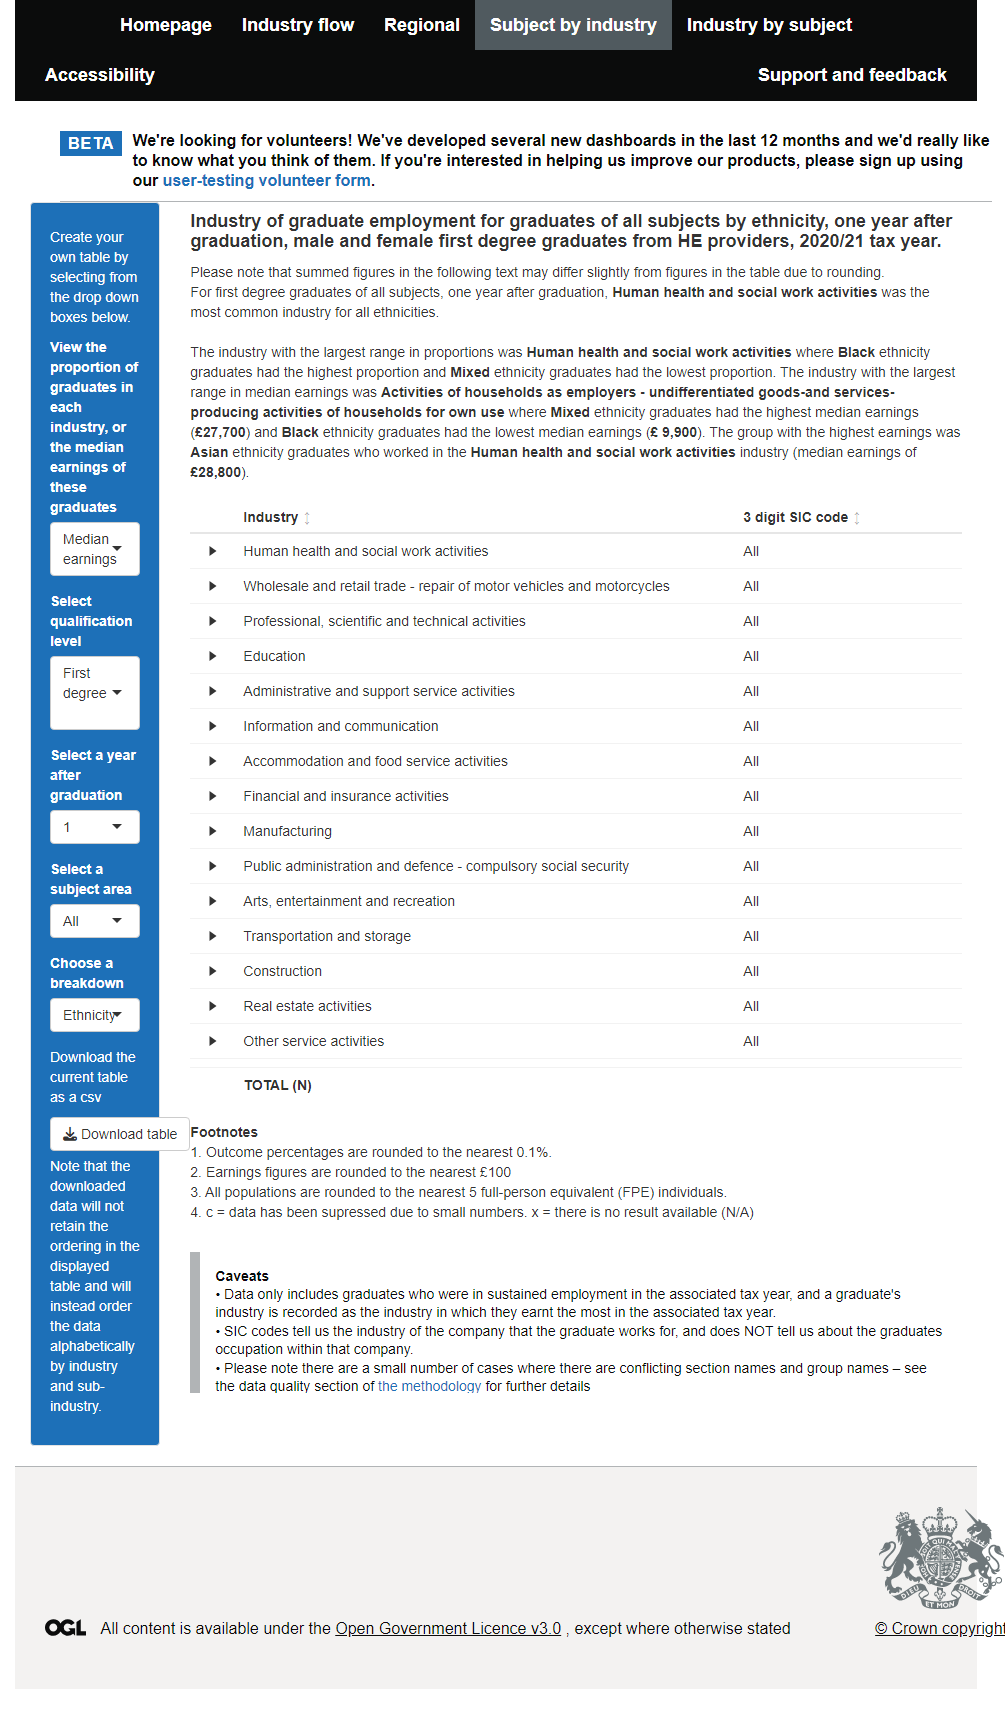 Homepage Industry flow Regional Subject by industry Industry by subject
Accessibility Support and feedback
BETA We're looking for volunteers! We've developed several new dashboards in the last 12 months and we'd really like
to know what you think of them. If you're interested in helping us improve our products, please sign up using
our user-testing volunteer form.
Create your
own table by
selecting from
the drop down
boxes below.
View the
proportion of
graduates in
each
industry, or
the median
earnings of
these
graduates
Median
earnings
Select
qualification
level
First
degree
Select a year
after
graduation
1
Select a
subject area
All
Choose a
breakdown
Ethnicity
Download the
current table
as a csv
Download table
Note that the
downloaded
data will not
retain the
ordering in the
displayed
table and will
instead order
the data
alphabetically
by industry
and sub-
industry.
Industry of graduate employment for graduates of all subjects by ethnicity, one year after
graduation, male and female first degree graduates from HE providers, 2020/21 tax year.
Please note that summed figures in the following text may differ slightly from figures in the table due to rounding.
For first degree graduates of all subjects, one year after graduation, Human health and social work activities was the
most common industry for all ethnicities.
The industry with the largest range in proportions was Human health and social work activities where Black ethnicity
graduates had the highest proportion and Mixed ethnicity graduates had the lowest proportion. The industry with the largest
range in median earnings was Activities of households as employers - undifferentiated goods-and services-
producing activities of households for own use where Mixed ethnicity graduates had the highest median earnings
(£27,700) and Black ethnicity graduates had the lowest median earnings (£ 9,900). The group with the highest earnings was
Asian ethnicity graduates who worked in the Human health and social work activities industry (median earnings of
£28,800).
Industry 3 digit SIC code
Human health and social work activities All
Wholesale and retail trade - repair of motor vehicles and motorcycles All
Professional, scientific and technical activities All
Education All
Administrative and support service activities All
Information and communication All
Accommodation and food service activities All
Financial and insurance activities All
Manufacturing All
Public administration and defence - compulsory social security All
Arts, entertainment and recreation All
Transportation and storage All
Construction All
Real estate activities All
Other service activities All
TOTAL (N)
Footnotes
1. Outcome percentages are rounded to the nearest 0.1%.
2. Earnings figures are rounded to the nearest £100
3. All populations are rounded to the nearest 5 full-person equivalent (FPE) individuals.
4. c = data has been supressed due to small numbers. x = there is no result available (N/A)
Caveats
• Data only includes graduates who were in sustained employment in the associated tax year, and a graduate's
industry is recorded as the industry in which they earnt the most in the associated tax year.
• SIC codes tell us the industry of the company that the graduate works for, and does NOT tell us about the graduates
occupation within that company.
• Please note there are a small number of cases where there are conflicting section names and group names – see
the data quality section of the methodology for further details
DIEU ET MON DROIT
OGL All content is available under the Open Government Licence v3.0 , except where otherwise stated
© Crown copyright